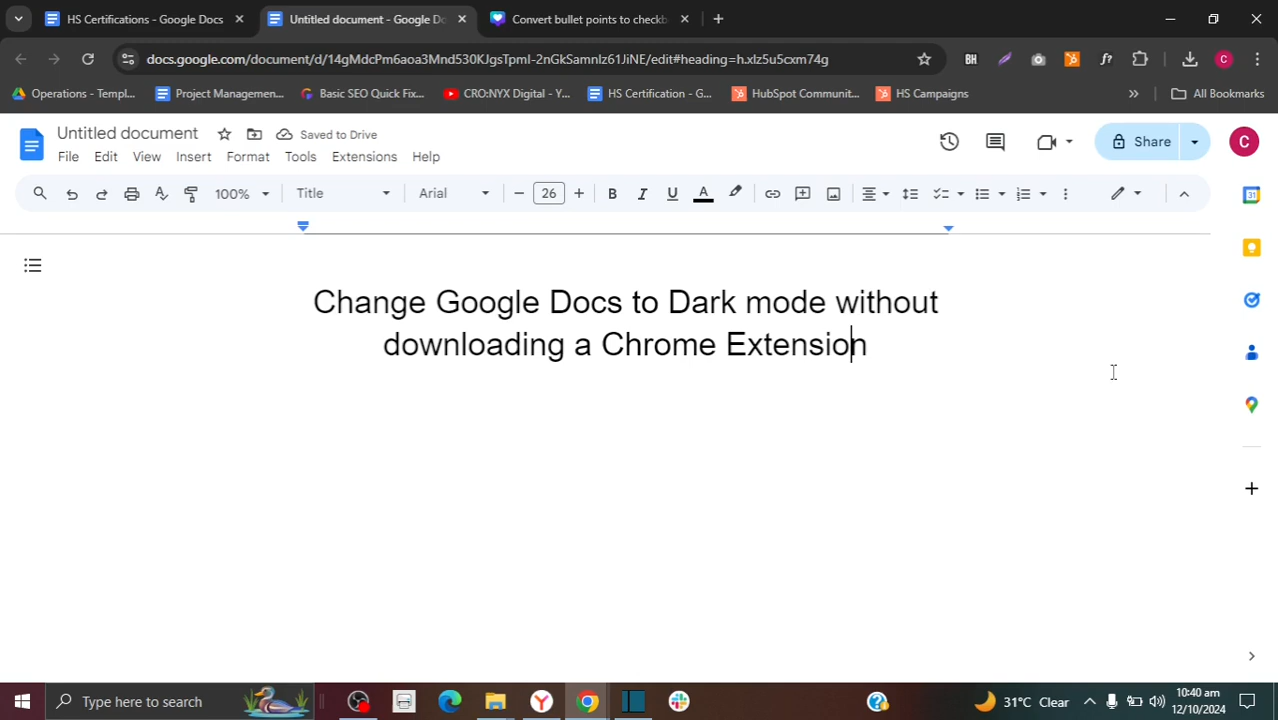 HS Certifications - Google Docs
Untitled document - Google Do
Convert bullet points to checkb
docs.google.com/document/d/14gMdcPm6aoa3Mnd530KJgsTpmI-2nGkSamnIz61JiNE/edit#heading=h.xlz5u5cxm74g
BH
f?
C
Operations - Templ...
Project Managemen...
Basic SEO Quick Fix...
CRO:NYX Digital - Y...
HS Certification - G...
HubSpot Communit...
HS Campaigns
All Bookmarks
Untitled document
Saved to Drive
Share
C
File Edit View Insert Format Tools Extensions Help
100% Title Arial 26 B I U A
31
Change Google Docs to Dark mode without
downloading a Chrome Extension
Type here to search
31°C Clear
10:40 am
12/10/2024